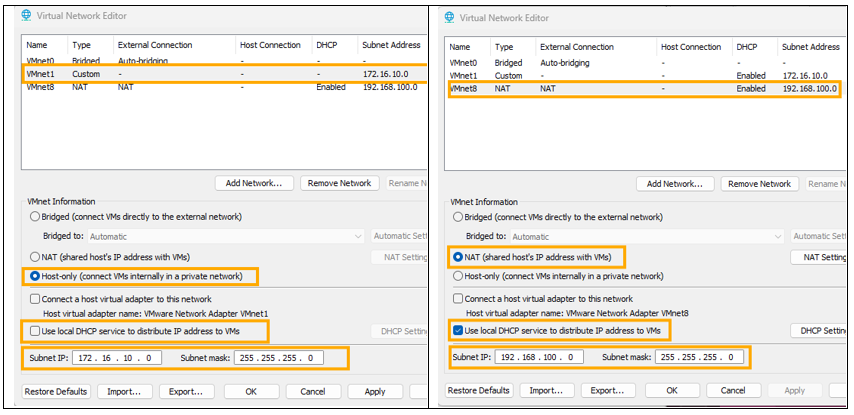 Virtual Network Editor
Name Type External Connection Host Connection DHCP Subnet Address
VMnet0 Bridged Auto-bridging - - -
VMnet1 Custom - - - 172.16.10.0
VMnet8 NAT NAT - Enabled 192.168.100.0
Add Network... Remove Network Rename N
VMnet Information
Bridged (connect VMs directly to the external network)
Bridged to: Automatic Automatic Sett
NAT (shared host's IP address with VMs) NAT Setting
Host-only (connect VMs internally in a private network)
Connect a host virtual adapter to this network
Host virtual adapter name: VMware Network Adapter VMnet1
Use local DHCP service to distribute IP address to VMs DHCP Setting
Subnet IP: 172 . 16 . 10 . 0 Subnet mask: 255 . 255 . 255 . 0
Restore Defaults Import... Export... OK Cancel Apply
Virtual Network Editor
Name Type External Connection Host Connection DHCP Subnet Address
VMnet0 Bridged Auto-bridging - - -
VMnet1 Custom - - Enabled 172.16.10.0
VMnet8 NAT NAT - Enabled 192.168.100.0
Add Network... Remove Network Rename N
VMnet Information
Bridged (connect VMs directly to the external network)
Bridged to: Automatic Automatic Sett
NAT (shared host's IP address with VMs) NAT Setting
Host-only (connect VMs internally in a private network)
Connect a host virtual adapter to this network
Host virtual adapter name: VMware Network Adapter VMnet8
Use local DHCP service to distribute IP address to VMs DHCP Setting
Subnet IP: 192 . 168 . 100 . 0 Subnet mask: 255 . 255 . 255 . 0
Restore Defaults Import... Export... OK Cancel Apply